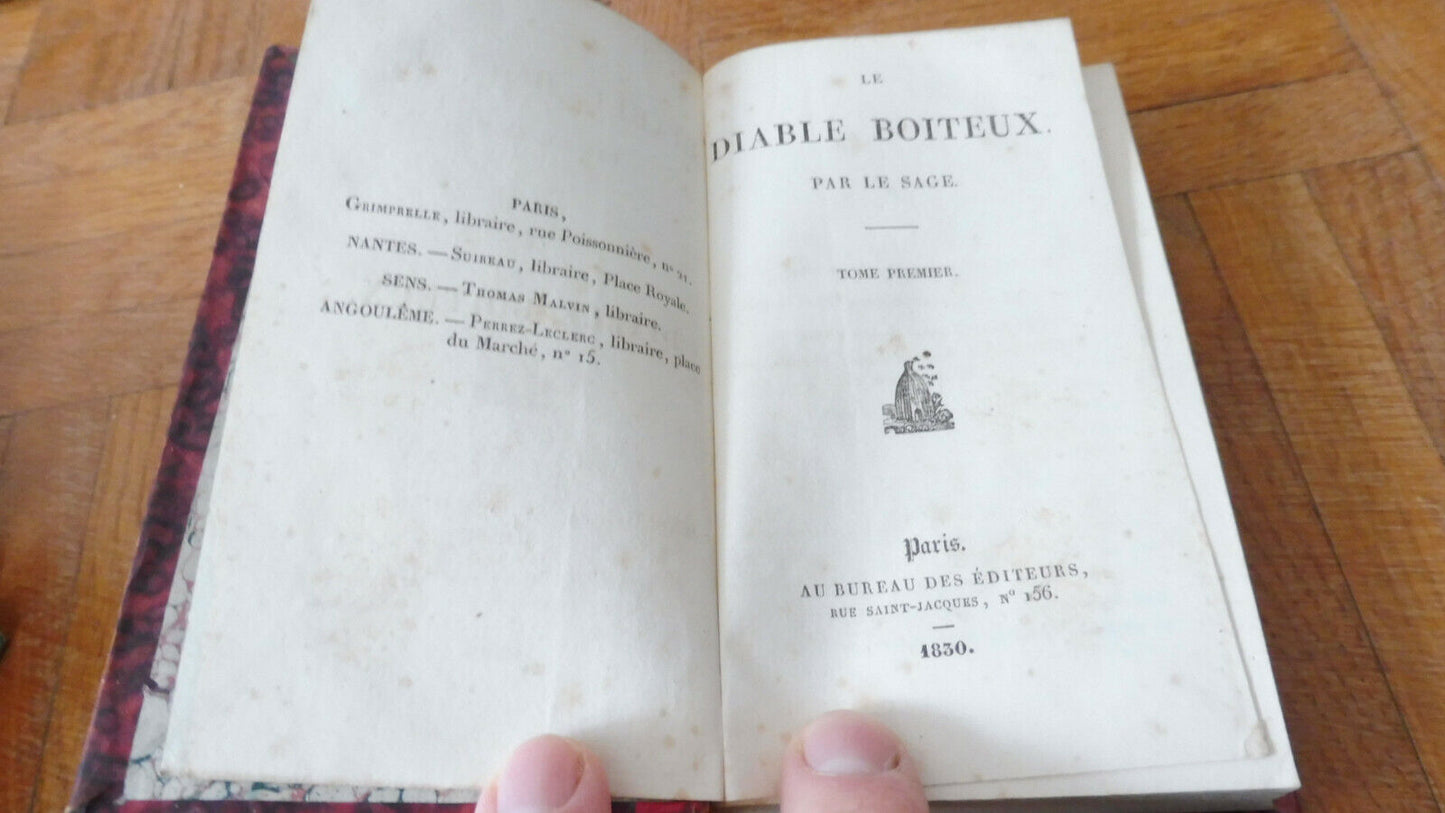 PARIS,
GRIMPRELLE, libraire, rue Poissonnière, n° 21.
NANTES. — SUIREAU, libraire, Place Royale.
SENS. — THOMAS MALVIN, libraire.
ANGOULÊME. — PERREZ-LECLERC, libraire, place
du Marché, n° 15.
LE
DIABLE BOITEUX.
PAR LE SAGE.
TOME PREMIER.
Paris.
AU BUREAU DES ÉDITEURS,
RUE SAINT-JACQUES, N° 156.
1830.